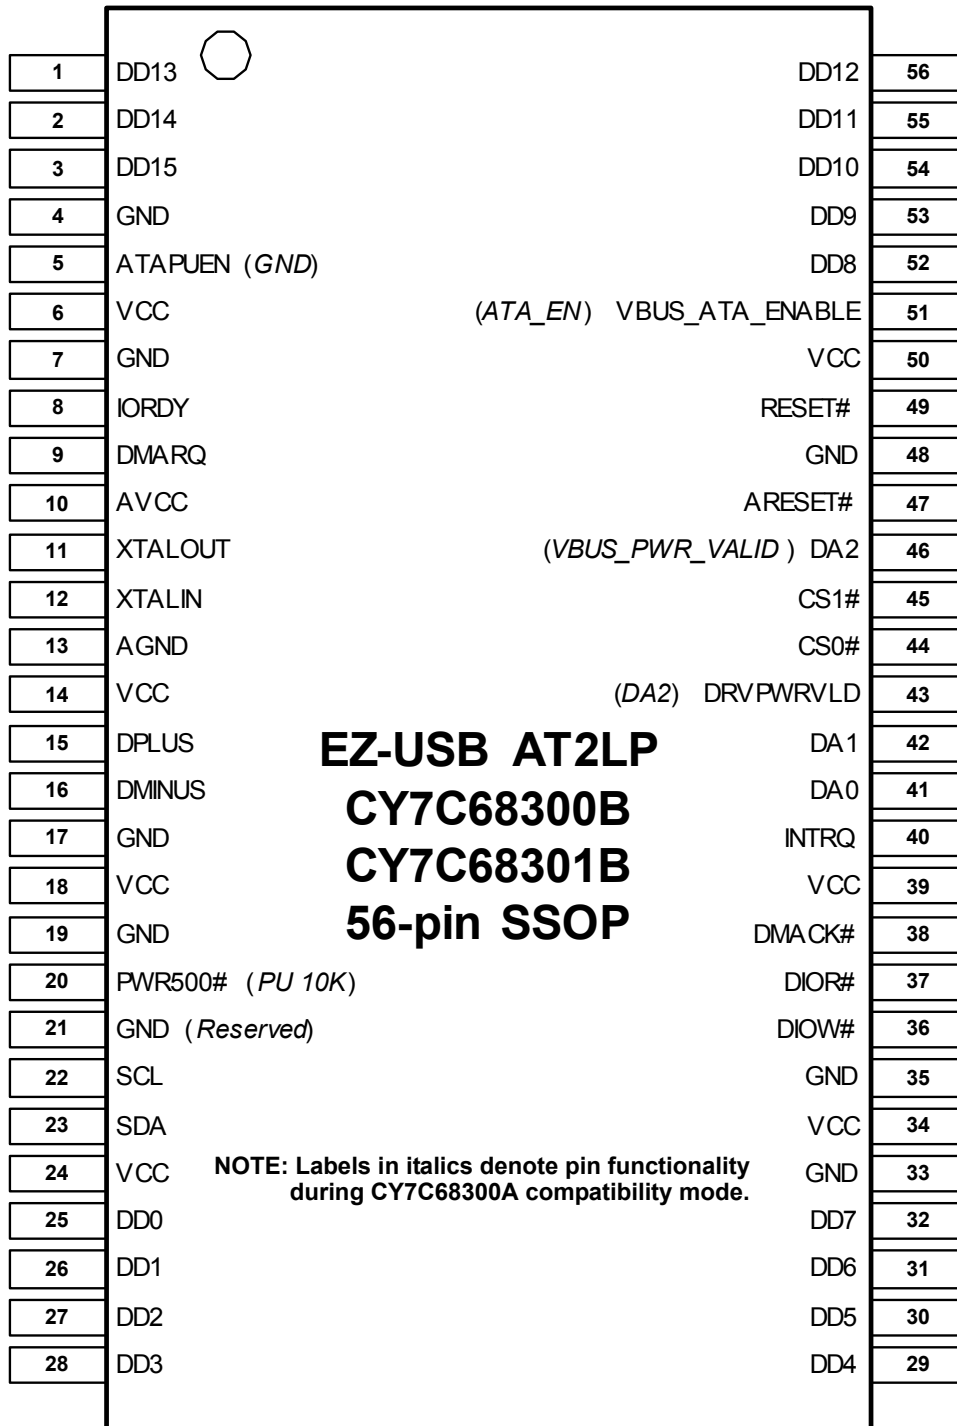 1 DD13 DD12 56
2 DD14 DD11 55
3 DD15 DD10 54
4 GND DD9 53
5 ATAPUEN (GND) DD8 52
6 VCC (ATA_EN) VBUS_ATA_ENABLE 51
7 GND VCC 50
8 IORDY RESET# 49
9 DMARQ GND 48
10 AVCC ARESET# 47
11 XTALOUT (VBUS_PWR_VALID ) DA2 46
12 XTALIN CS1# 45
13 AGND CS0# 44
14 VCC (DA2) DRVPWRVLD 43
15 DPLUS EZ-USB AT2LP DA1 42
16 DMINUS CY7C68300B DA0 41
17 GND CY7C68301B INTRQ 40
18 VCC 56-pin SSOP VCC 39
19 GND DMACK# 38
20 PWR500# (PU 10K) DIOR# 37
21 GND (Reserved) DIOW# 36
22 SCL GND 35
23 SDA VCC 34
24 VCC NOTE: Labels in italics denote pin functionality GND 33
during CY7C68300A compatibility mode.
25 DD0 DD7 32
26 DD1 DD6 31
27 DD2 DD5 30
28 DD3 DD4 29